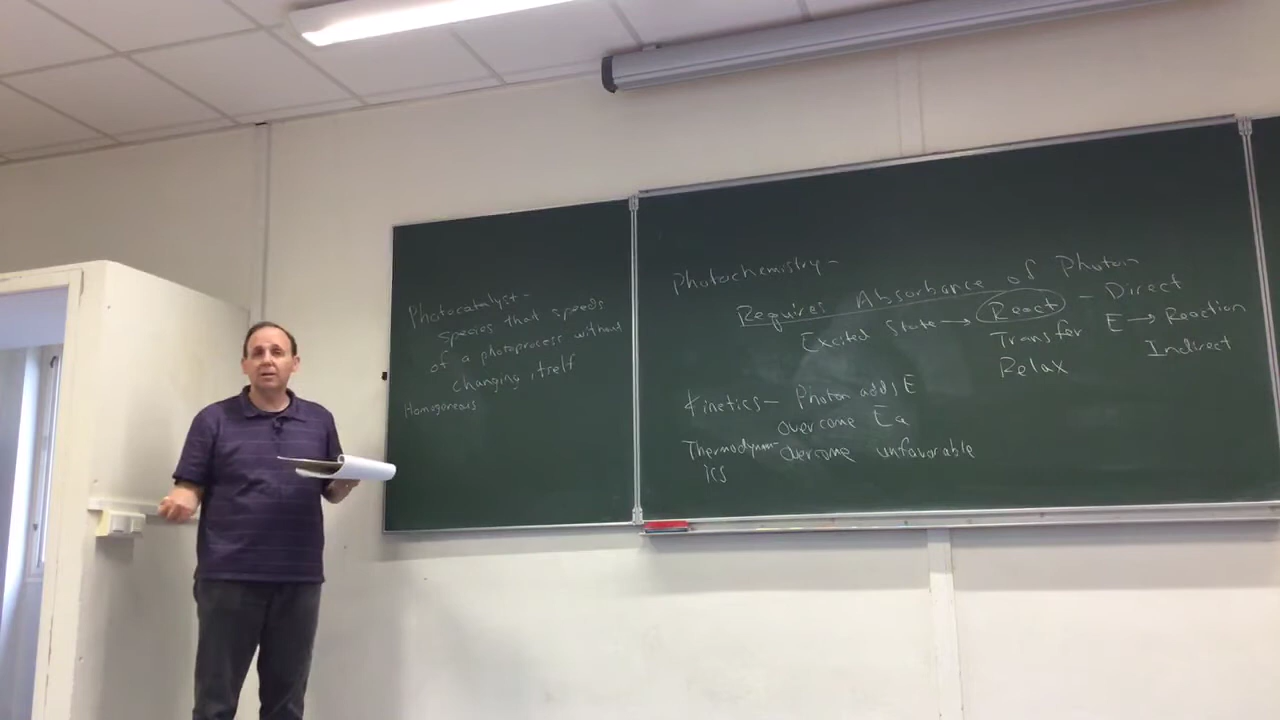 Photocatalyst-
Species that speeds
of a photoprocess without
changing itself
Homogeneous
Photochemistry-
Requires Absorbance of Photon
Excited State → React - Direct
Transfer E → Reaction
Indirect
Relax
Kinetics - Photon adds E
overcome Ea
Thermodynam- overcome unfavorable
ics